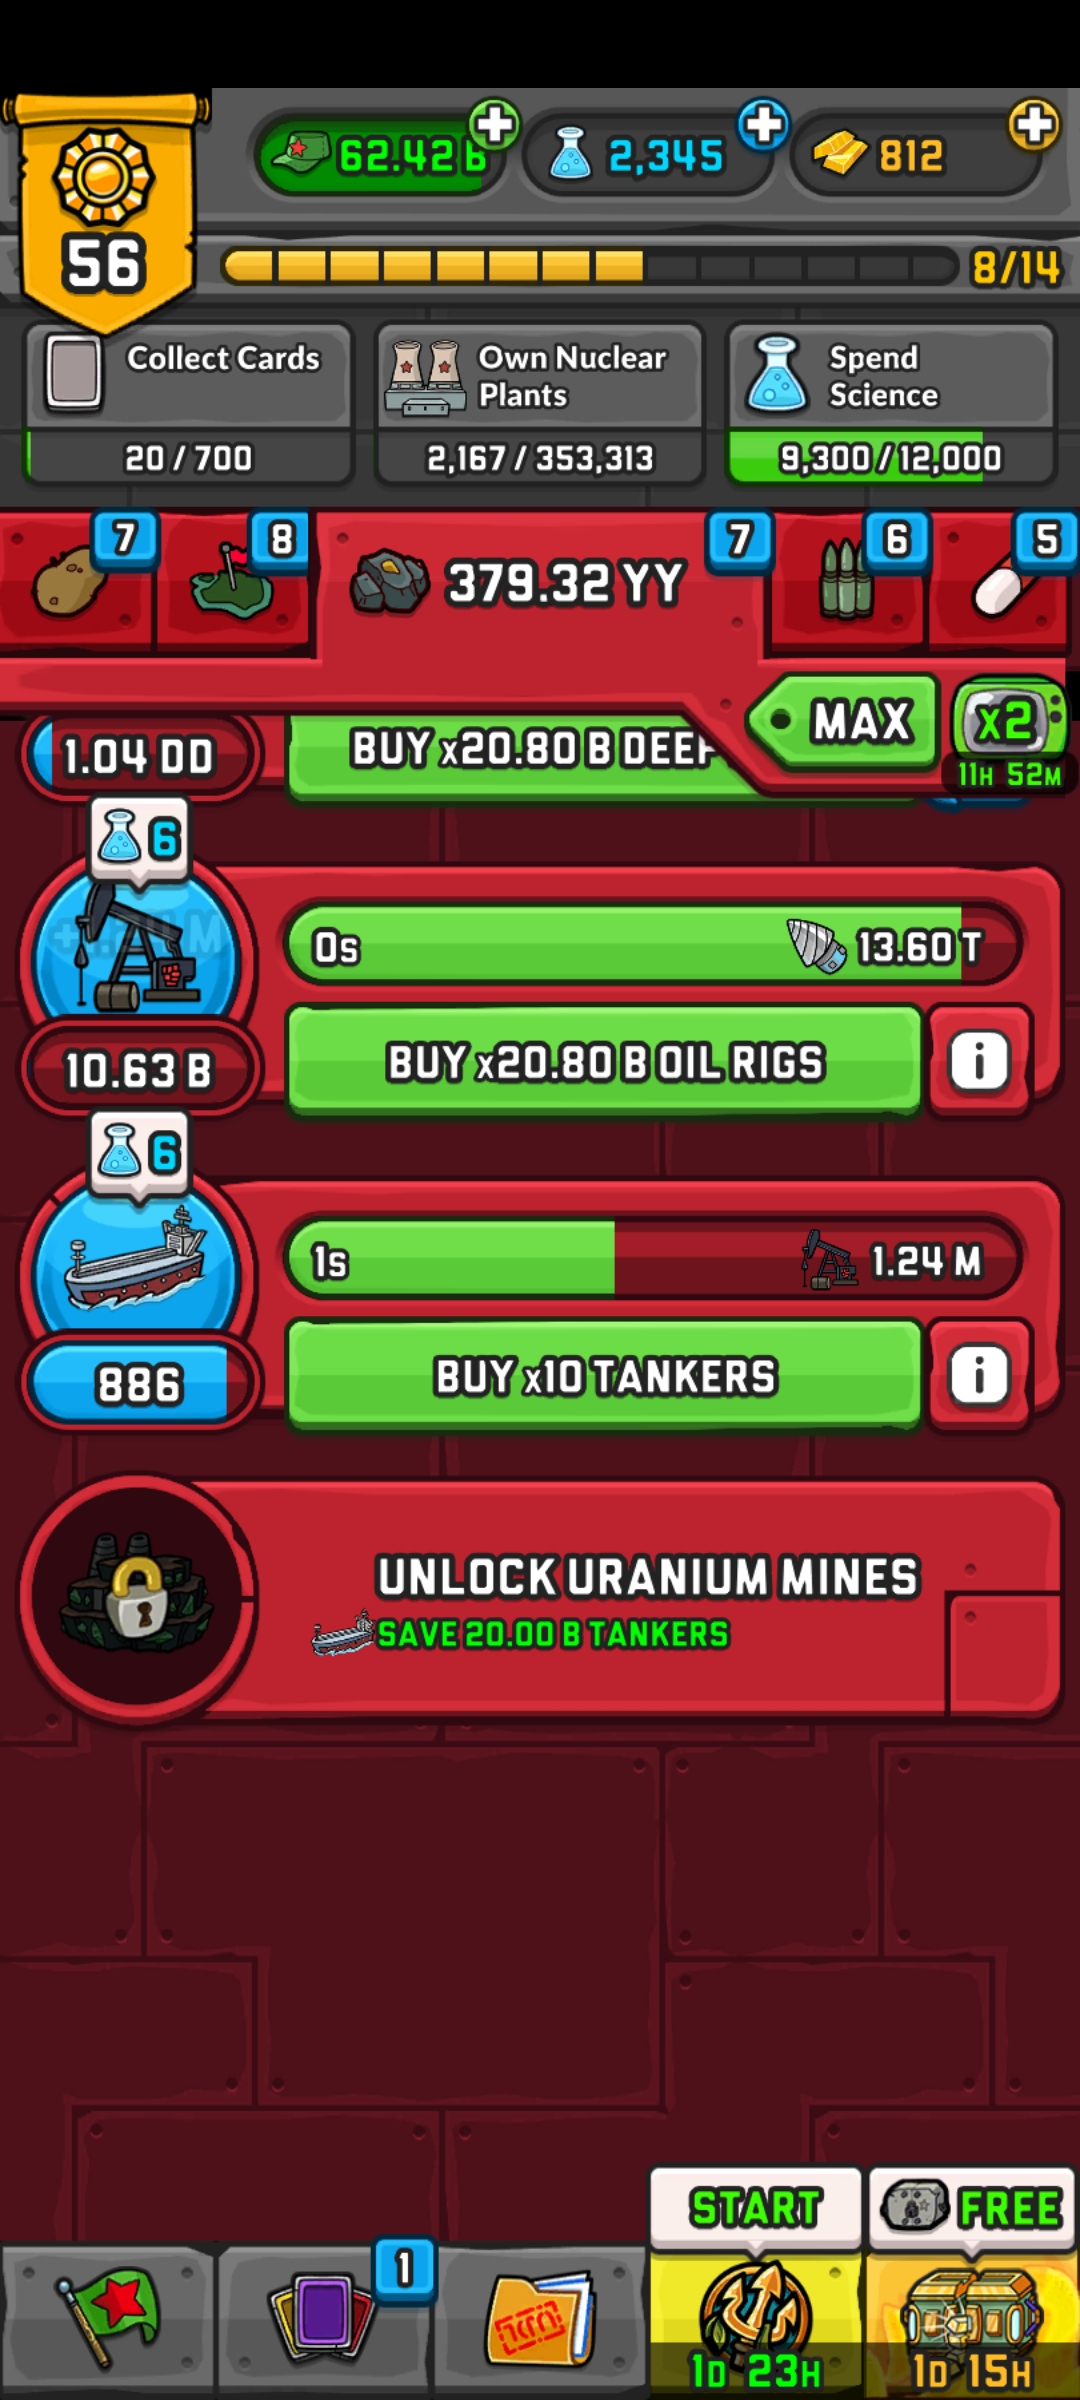 56
62.42 B
2,345
812
8/14
Collect Cards
20 / 700
Own Nuclear
Plants
2,167 / 353,313
Spend
Science
9,300 / 12,000
7
8
379.32 YY
7
6
5
MAX
x2
11H 52M
1.04 DD
BUY x20.80 B DEEP
6
0s
13.60 T
10.63 B
BUY x20.80 B OIL RIGS
i
6
1s
1.24 M
886
BUY x10 TANKERS
i
UNLOCK URANIUM MINES
SAVE 20.00 B TANKERS
START
FREE
1
1D 23H
1D 15H